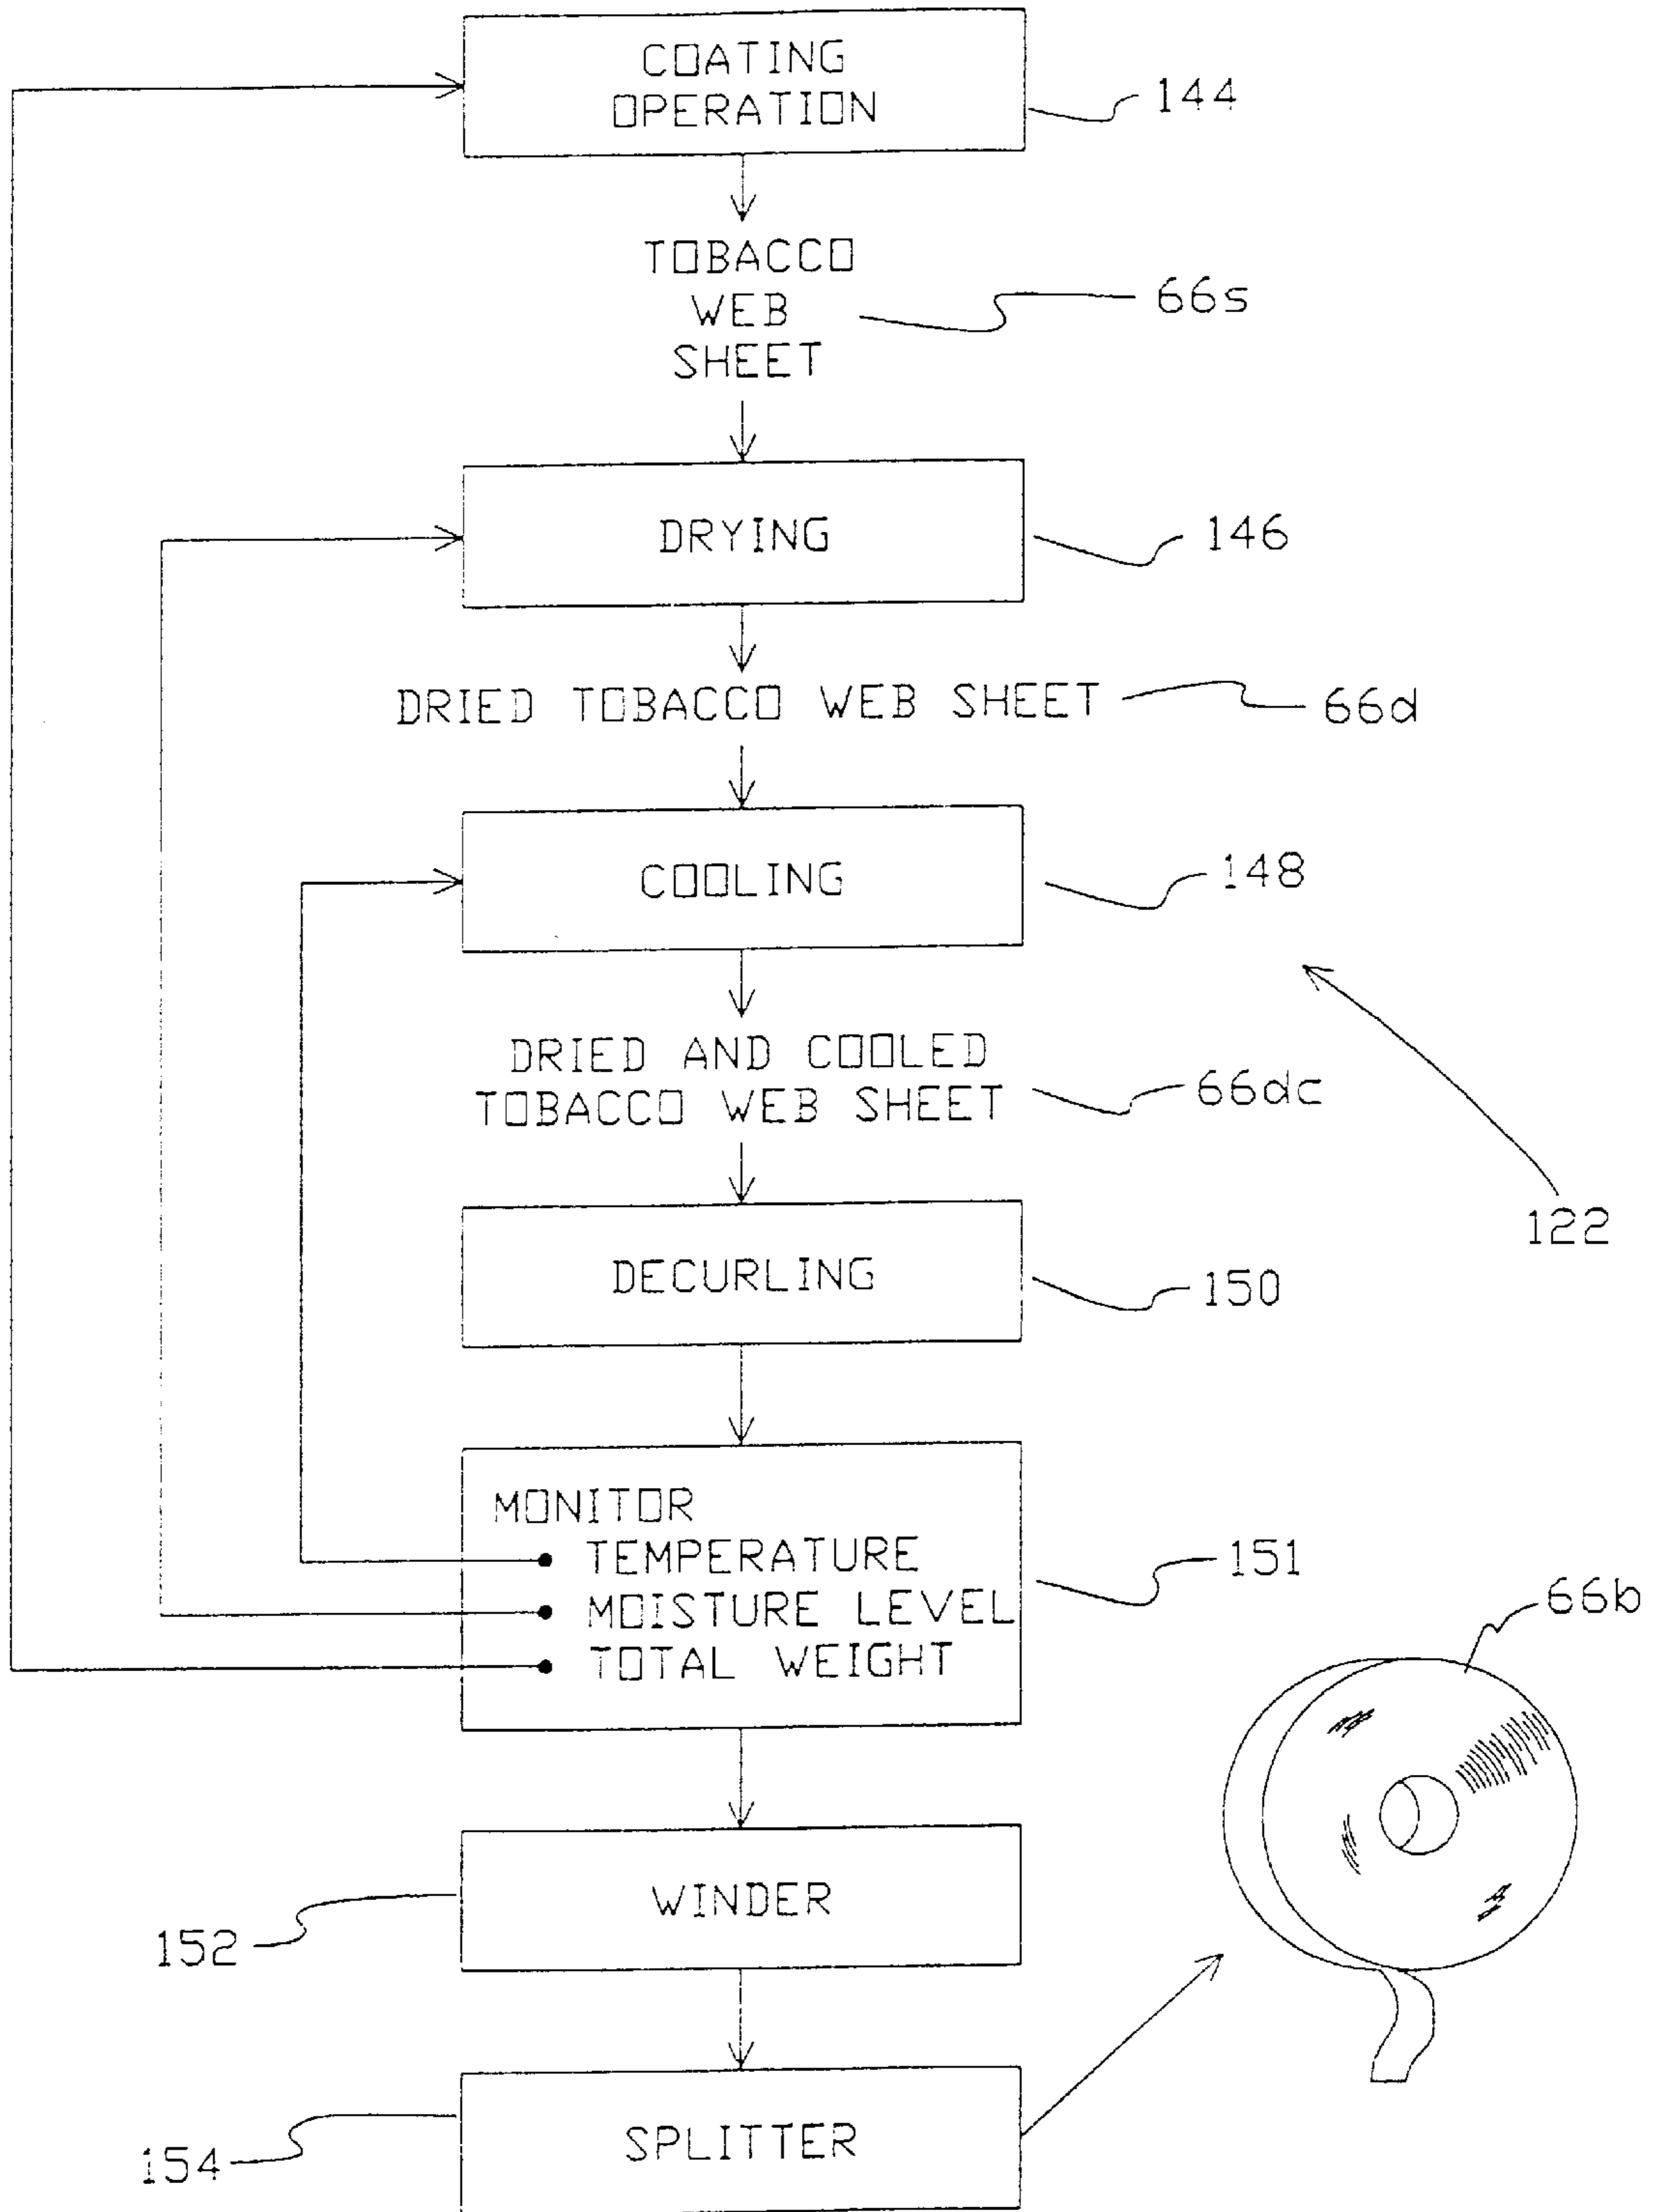 COATING
OPERATION
144
TOBACCO
WEB
SHEET
66s
DRYING
146
DRIED TOBACCO WEB SHEET
66d
COOLING
148
DRIED AND COOLED
TOBACCO WEB SHEET
66dc
122
DECURLING
150
MONITOR
• TEMPERATURE
• MOISTURE LEVEL
• TOTAL WEIGHT
151
66b
WINDER
152
SPLITTER
154